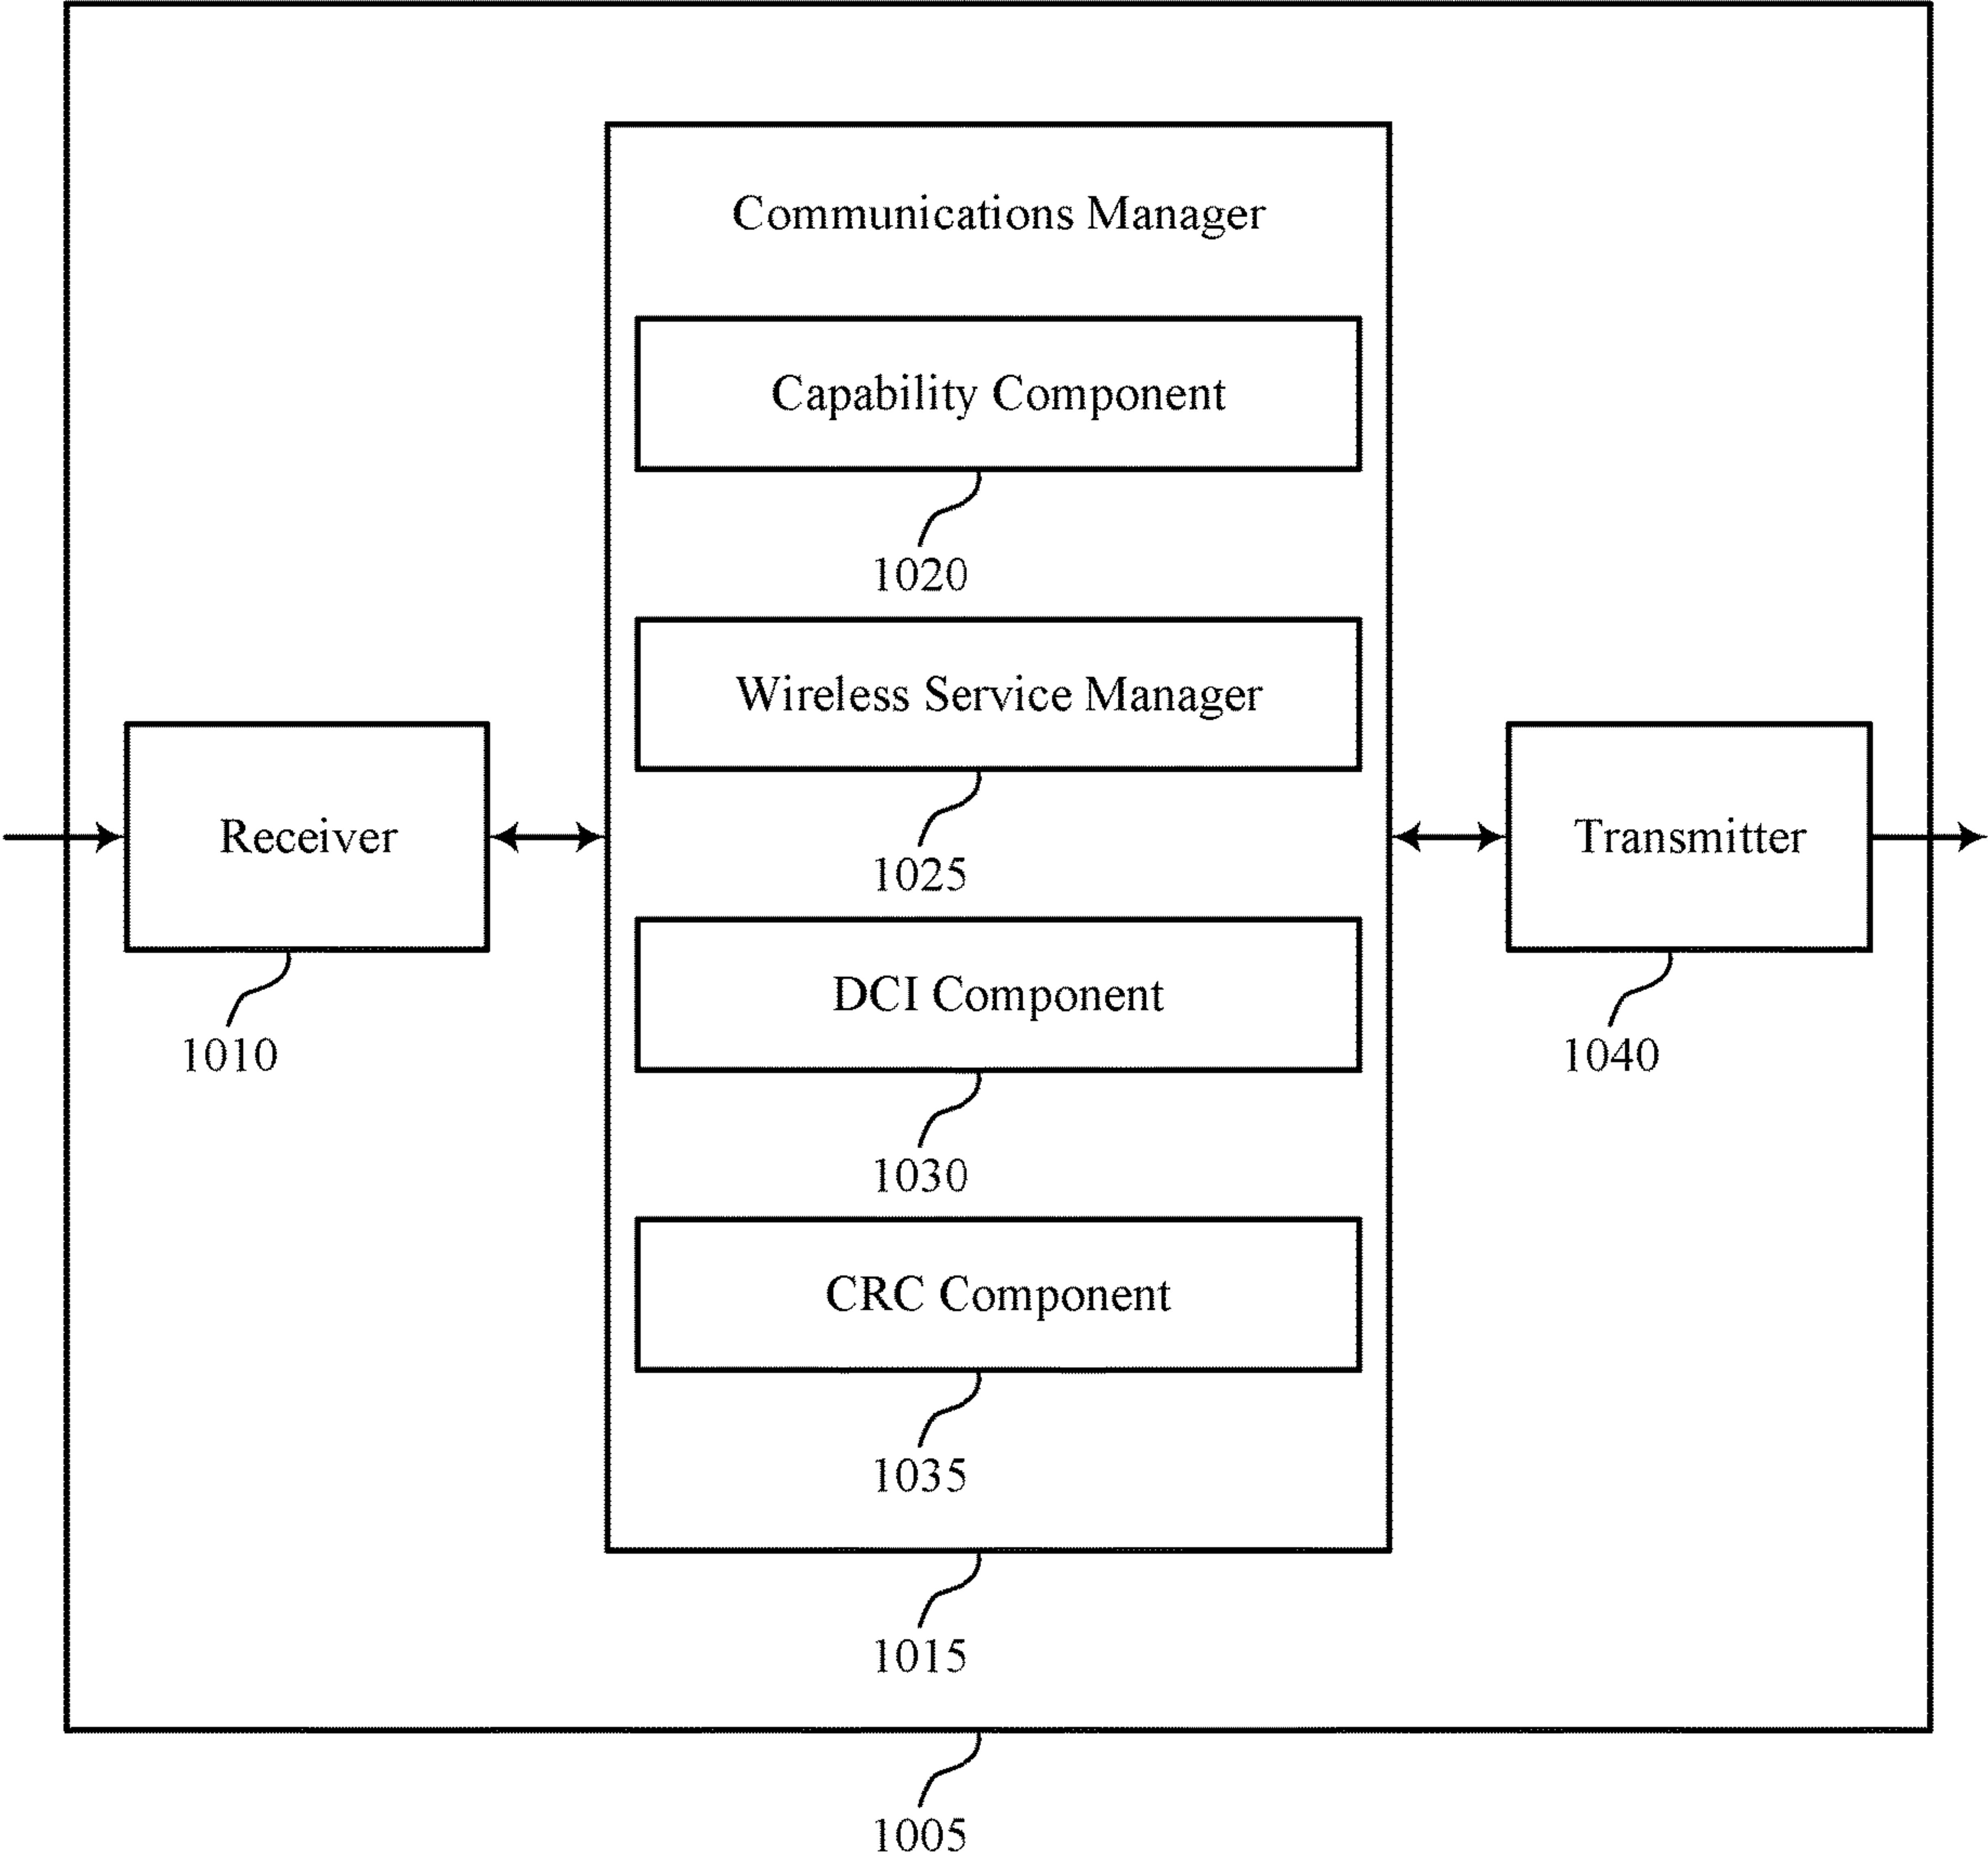 Communications Manager
Capability Component
1020
Wireless Service Manager
1025
Receiver
1010
Transmitter
1040
DCI Component
1030
CRC Component
1035
1015
1005